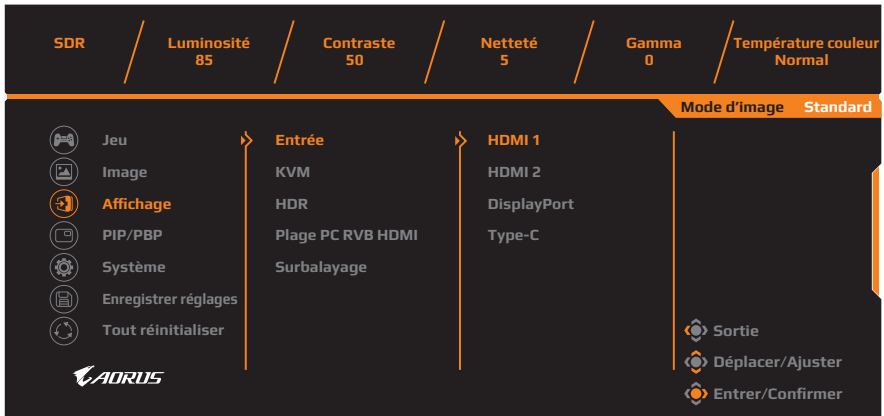 SDR
Luminosité
85
Contraste
50
Netteté
5
Gamma
0
Température couleur
Normal
Mode d’image Standard
Jeu
Image
Affichage
PIP/PBP
Système
Enregistrer réglages
Tout réinitialiser
Entrée
KVM
HDR
Plage PC RVB HDMI
Surbalayage
HDMI 1
HDMI 2
DisplayPort
Type-C
Sortie
Déplacer/Ajuster
Entrer/Confirmer
AORUS